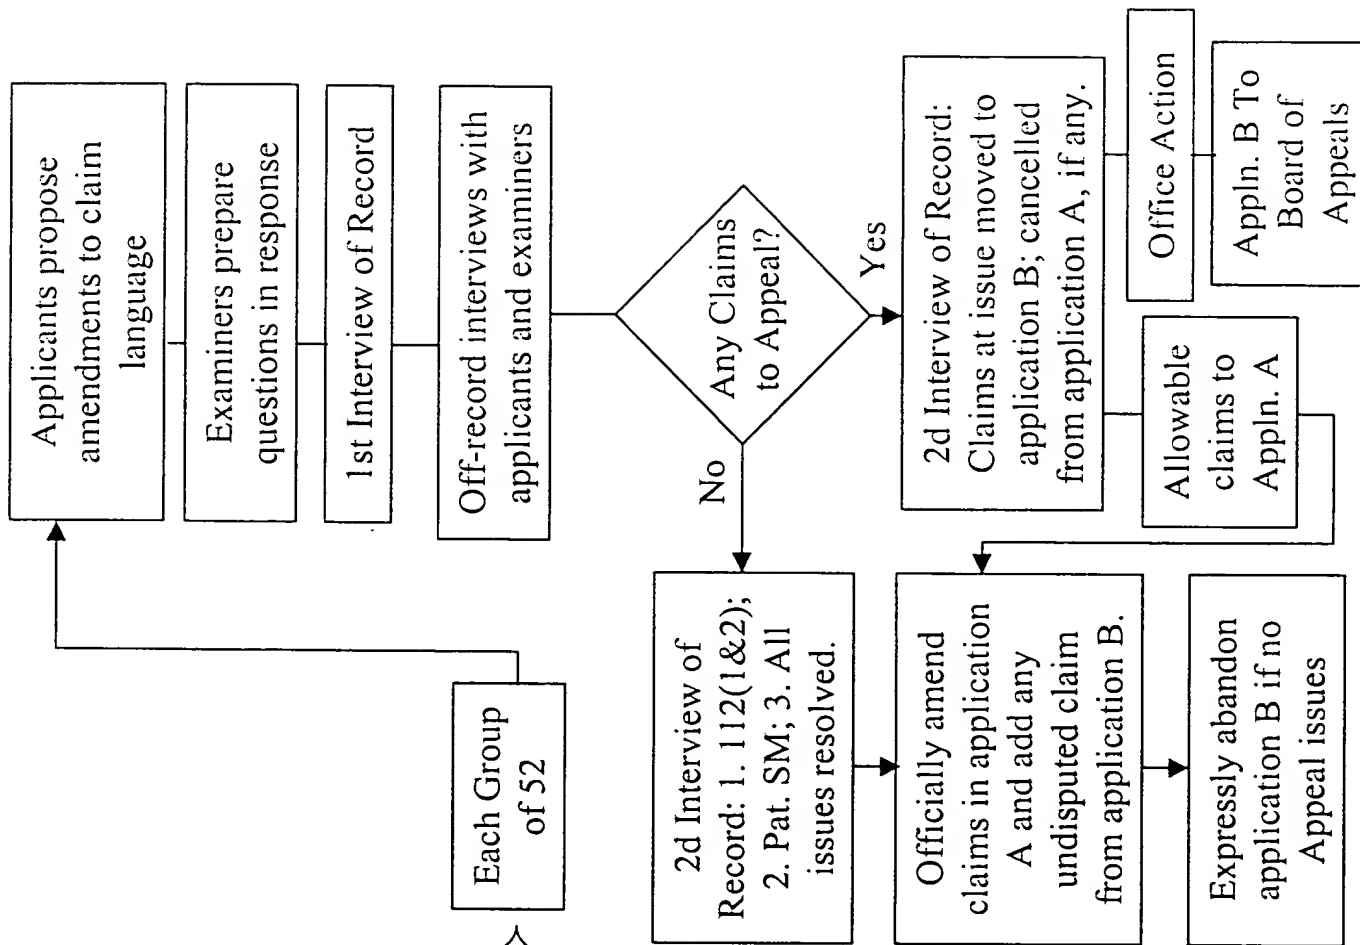 Each Group
of 52
Applicants propose
amendments to claim
language
Examiners prepare
questions in response
1st Interview of Record
Off-record interviews with
applicants and examiners
Any Claims
to Appeal?
No
Yes
2d Interview of
Record: 1. 112(1&2);
2. Pat. SM; 3. All
issues resolved.
2d Interview of Record:
Claims at issue moved to
application B; cancelled
from application A, if any.
Allowable
claims to
Appln. A
Office Action
Appln. B To
Board of
Appeals
Officially amend
claims in application
A and add any
undisputed claim
from application B.
Expressly abandon
application B if no
Appeal issues